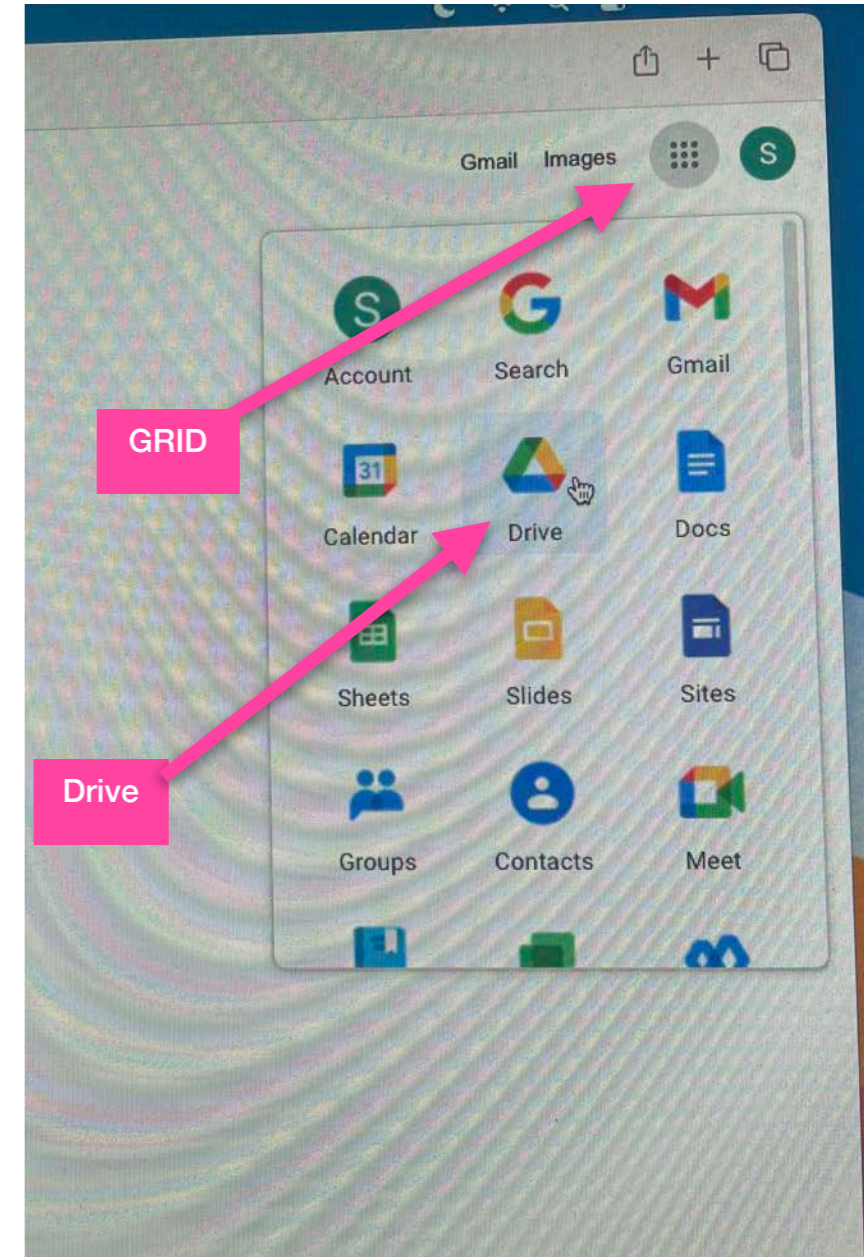 Gmail Images S
S G
Account Search Gmail
GRID
31
Calendar Drive Docs
Sheets Slides Sites
Drive
Groups Contacts Meet